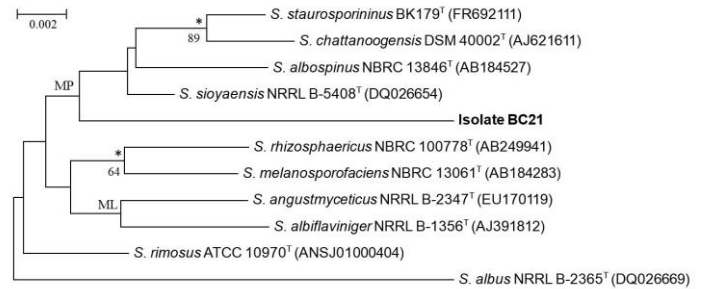 0.002
S. staurosporininus BK179ᵀ (FR692111)
*
89
S. chattanoogensis DSM 40002ᵀ (AJ621611)
S. albospinus NBRC 13846ᵀ (AB184527)
MP
S. sioyaensis NRRL B-5408ᵀ (DQ026654)
Isolate BC21
S. rhizosphaericus NBRC 100778ᵀ (AB249941)
*
64
S. melanosporofaciens NBRC 13061ᵀ (AB184283)
S. angustmyceticus NRRL B-2347ᵀ (EU170119)
ML
S. albiflaviniger NRRL B-1356ᵀ (AJ391812)
S. rimosus ATCC 10970ᵀ (ANSJ01000404)
S. albus NRRL B-2365ᵀ (DQ026669)